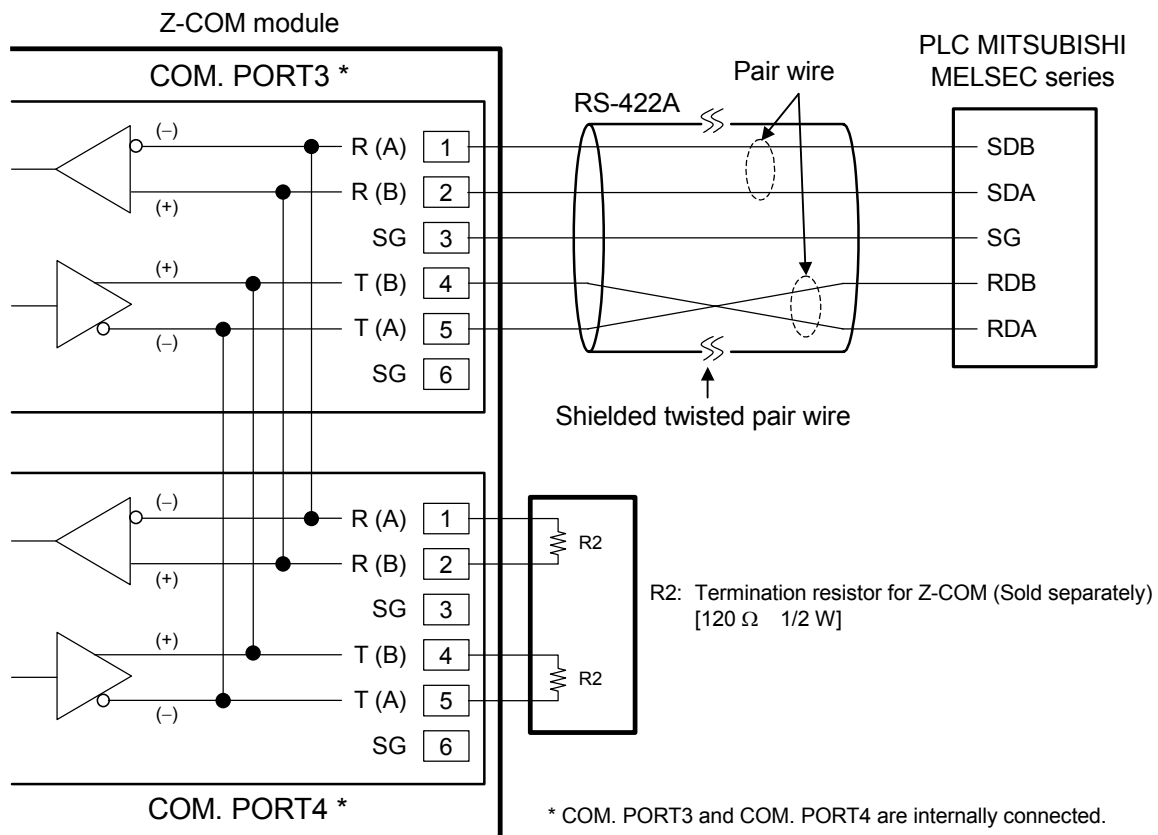 Z-COM module
COM. PORT3 *
PLC MITSUBISHI
MELSEC series
Pair wire
RS-422A
(−)
R (A) 1
SDB
(+)
R (B) 2
SDA
SG 3
SG
(+)
T (B) 4
RDB
(−)
T (A) 5
RDA
SG 6
Shielded twisted pair wire
(−)
R (A) 1
R2
(+)
R (B) 2
SG 3
R2: Termination resistor for Z-COM (Sold separately)
[120 Ω 1/2 W]
(+)
T (B) 4
R2
(−)
T (A) 5
SG 6
COM. PORT4 *
* COM. PORT3 and COM. PORT4 are internally connected.